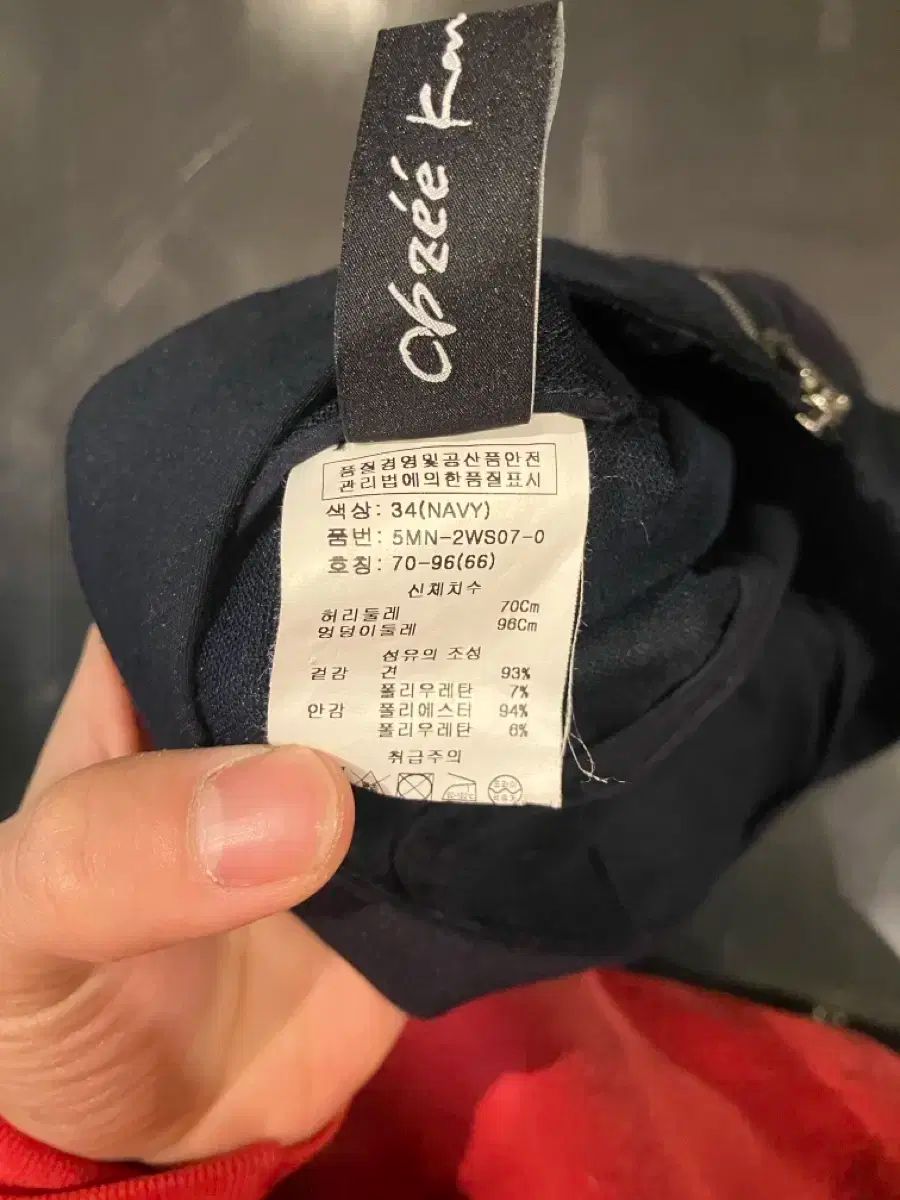 Obzéé
품질경영및공산품안전
관리법에의한품질표시
색상: 34(NAVY)
품번: 5MN-2WS07-0
호칭: 70-96(66)
신체치수
허리둘레 70Cm
엉덩이둘레 96Cm
섬유의 조성
겉감 견 93%
폴리우레탄 7%
안감 폴리에스터 94%
폴리우레탄 6%
취급주의